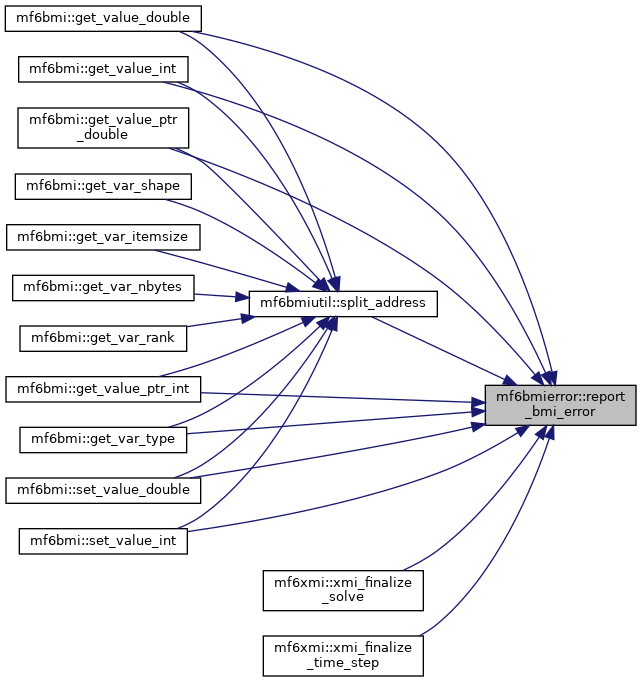 mf6bmi::get_value_double
mf6bmi::get_value_int
mf6bmi::get_value_ptr
_double
mf6bmi::get_var_shape
mf6bmi::get_var_itemsize
mf6bmi::get_var_nbytes
mf6bmiutil::split_address
mf6bmi::get_var_rank
mf6bmi::get_value_ptr_int
mf6bmierror::report
_bmi_error
mf6bmi::get_var_type
mf6bmi::set_value_double
mf6bmi::set_value_int
mf6xmi::xmi_finalize
_solve
mf6xmi::xmi_finalize
_time_step